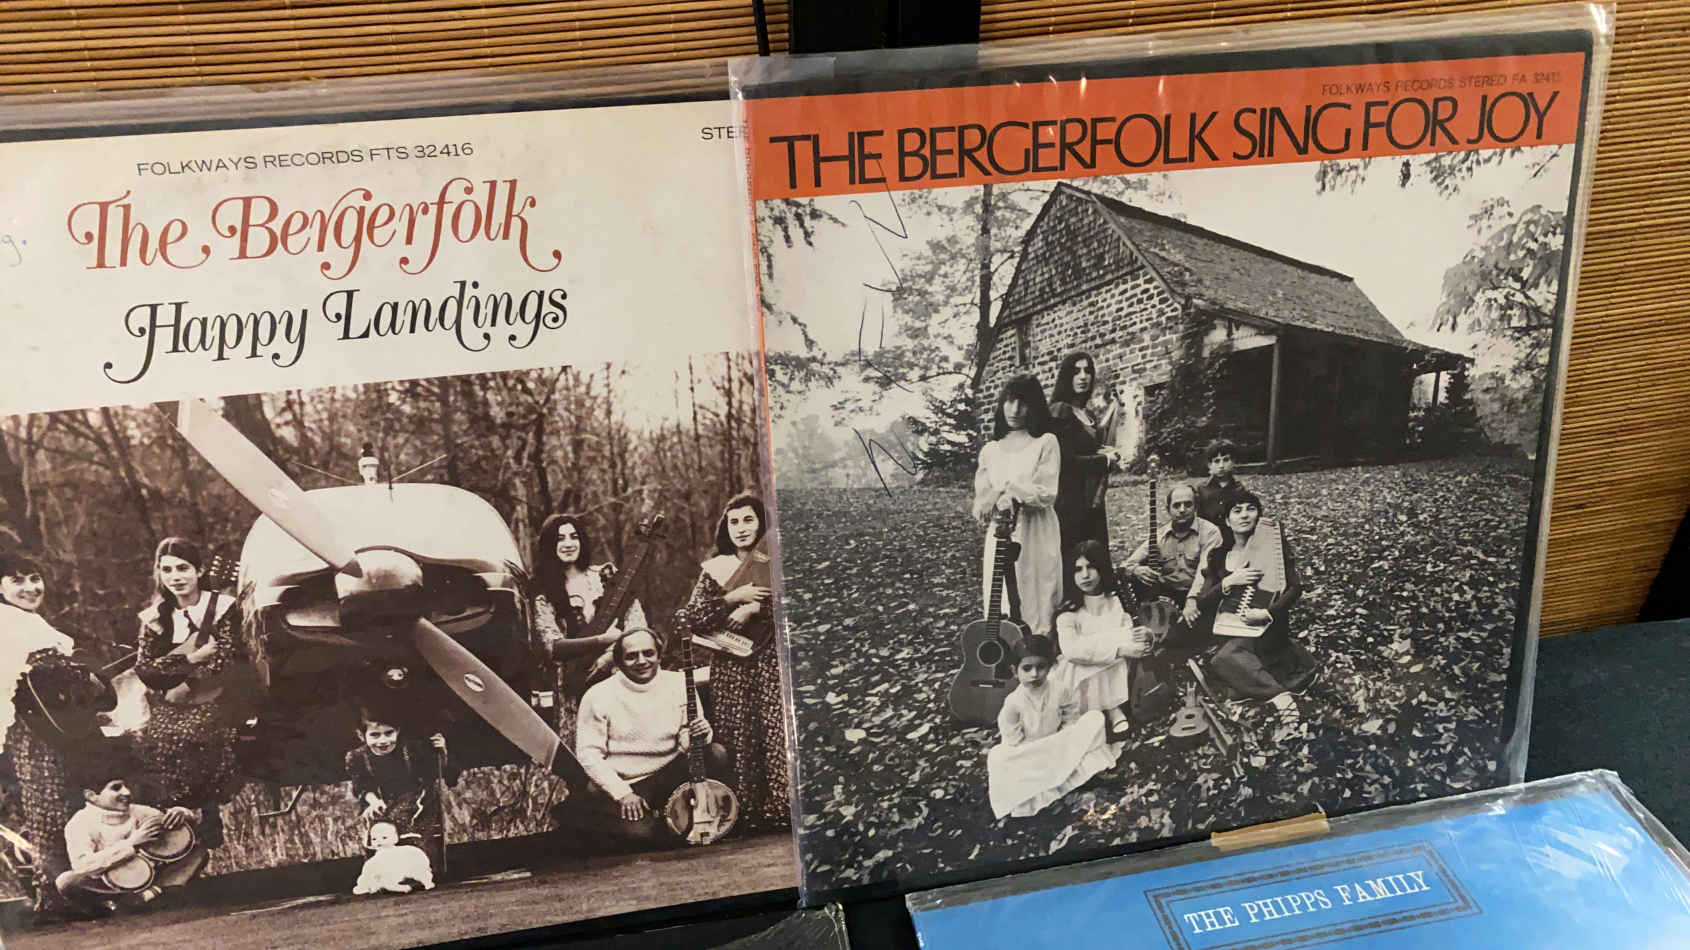 FOLKWAYS RECORDS FTS 32416
The Bergerfolk
Happy Landings
FOLKWAYS RECORDS STEREO FA
THE BERGERFOLK SING FOR JOY
THE PHIPPS FAMILY